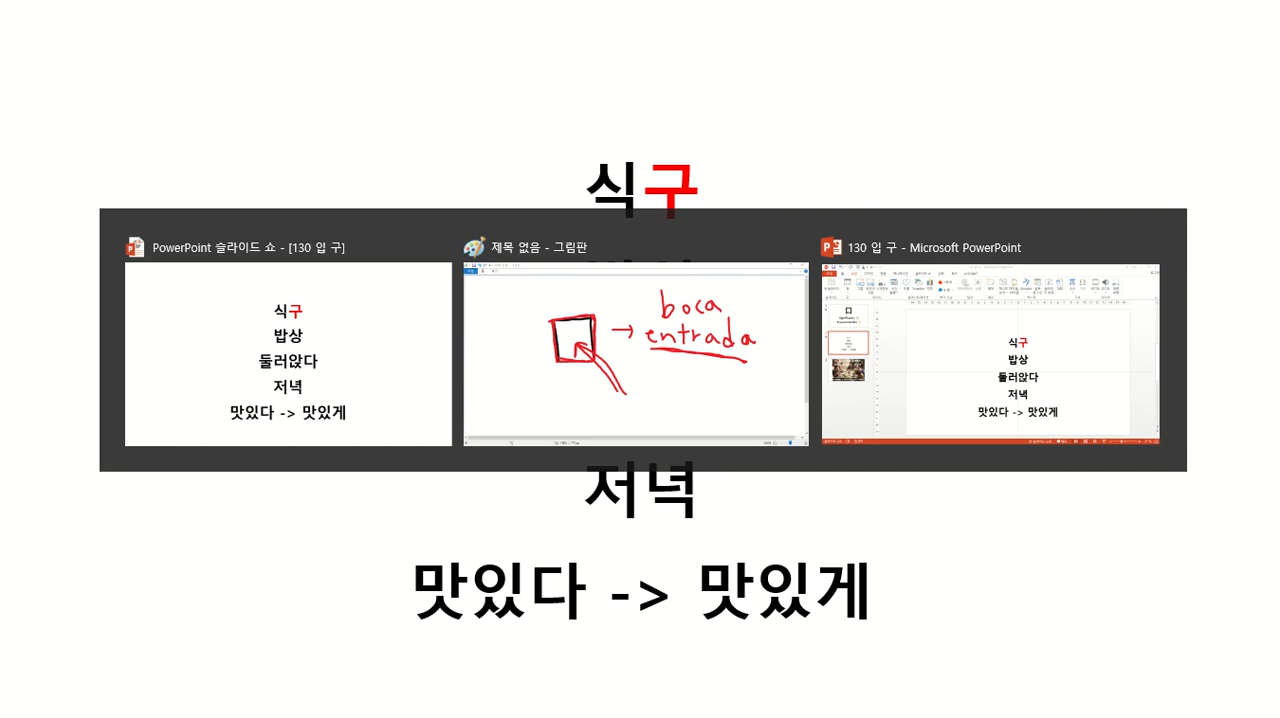 식구
PowerPoint 슬라이드 쇼 - [130 입 구]
식구
밥상
둘러앉다
저녁
맛있다 -> 맛있게
제목 없음 - 그림판
boca
→ entrada
130 입 구 - Microsoft PowerPoint
식구
밥상
둘러앉다
저녁
맛있다 -> 맛있게
저녁
맛있다 -> 맛있게